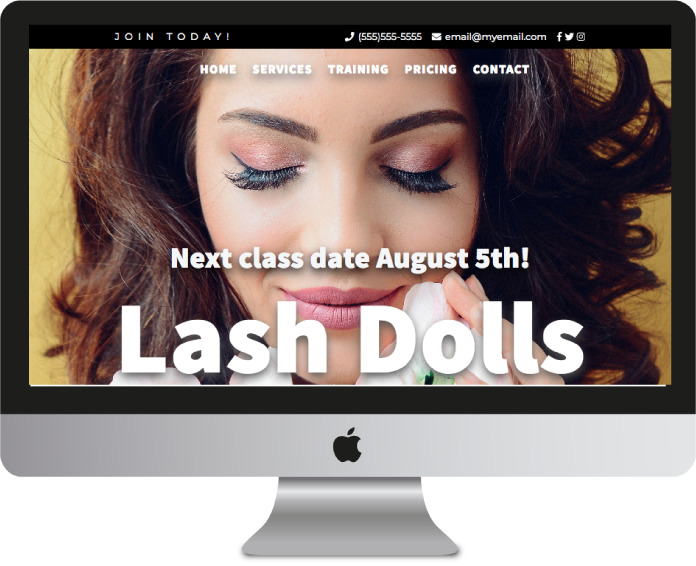 JOIN TODAY! (555)555-5555 email@myemail.com
HOME SERVICES TRAINING PRICING CONTACT
Next class date August 5th!
Lash Dolls